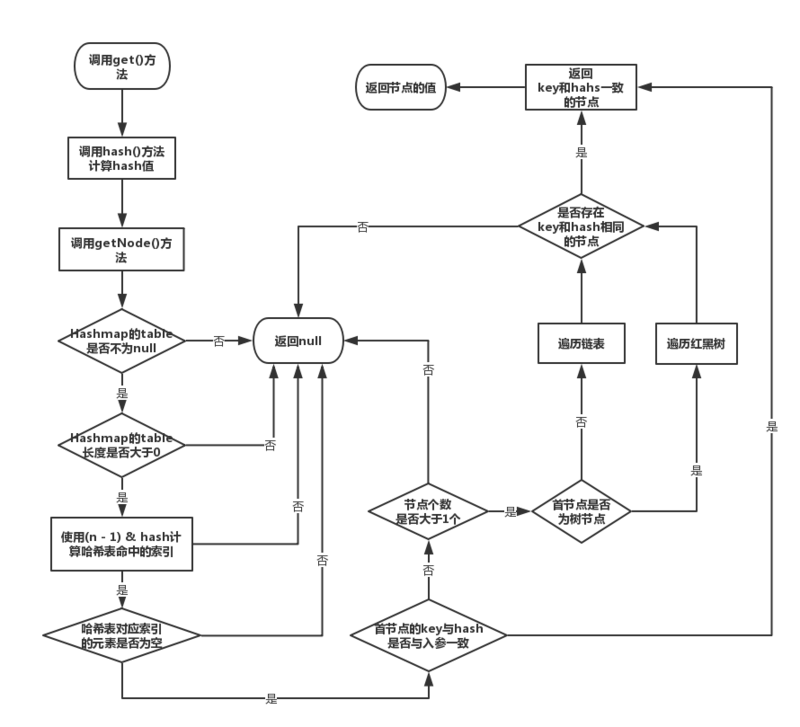 调用get()方
法
调用hash()方法
计算hash值
调用getNode()方
法
Hashmap的table
是否不为null
否
是
Hashmap的table
长度是否大于0
否
是
使用(n - 1) & hash计
算哈希表命中的索引
否
是
哈希表对应索引
的元素是否为空
否
是
返回null
首节点的key与hash
是否与入参一致
否
是
节点个数
是否大于1个
否
是
首节点是否
为树节点
否
是
遍历链表
遍历红黑树
是否存在
key和hash相同
的节点
否
是
返回
key和hahs一致
的节点
返回节点的值